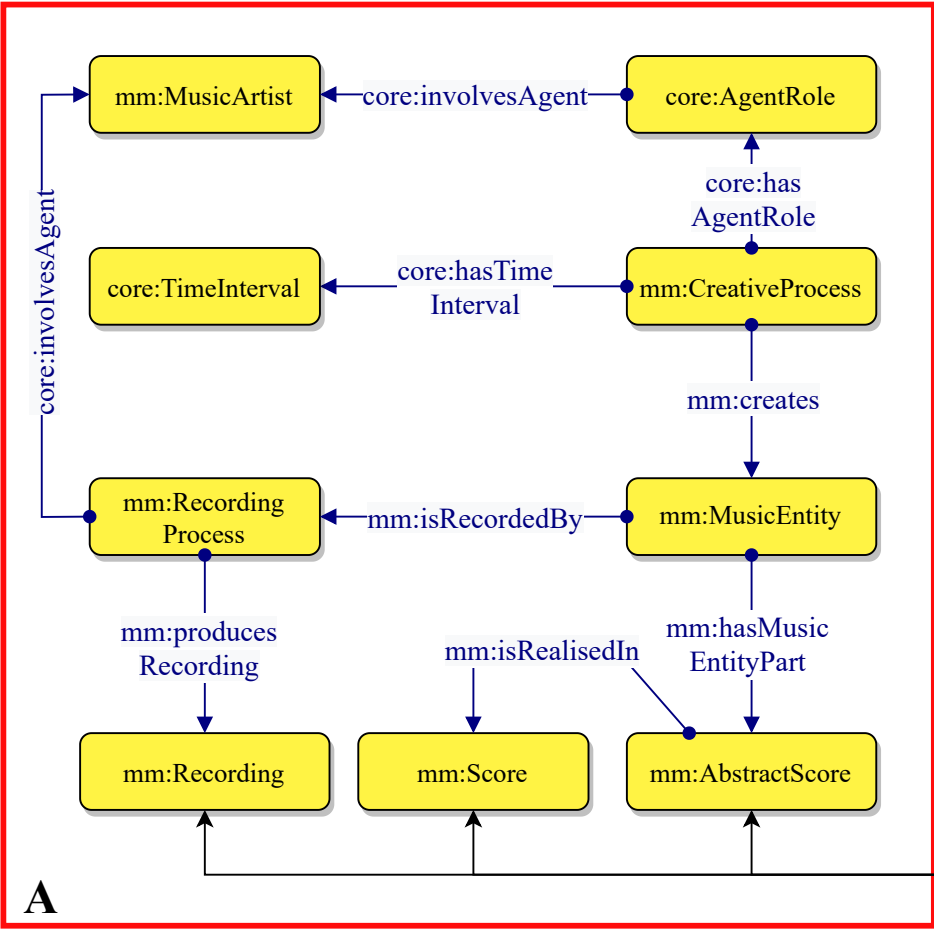 mm:MusicArtist
core:involvesAgent
core:AgentRole
core:has
AgentRole
core:involvesAgent
core:TimeInterval
core:hasTime
Interval
mm:CreativeProcess
mm:creates
mm:Recording
Process
mm:isRecordedBy
mm:MusicEntity
mm:produces
Recording
mm:isRealisedIn
mm:hasMusic
EntityPart
mm:Recording
mm:Score
mm:AbstractScore
A